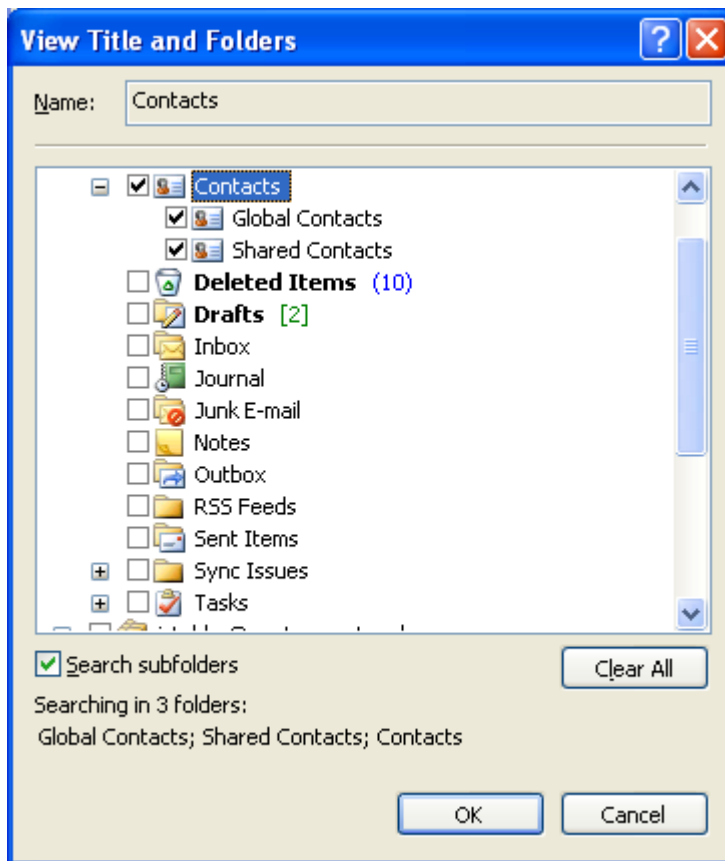 View Title and Folders
Name: Contacts
Contacts
Global Contacts
Shared Contacts
Deleted Items (10)
Drafts [2]
Inbox
Journal
Junk E-mail
Notes
Outbox
RSS Feeds
Sent Items
Sync Issues
Tasks
Search subfolders
Clear All
Searching in 3 folders:
Global Contacts; Shared Contacts; Contacts
OK Cancel